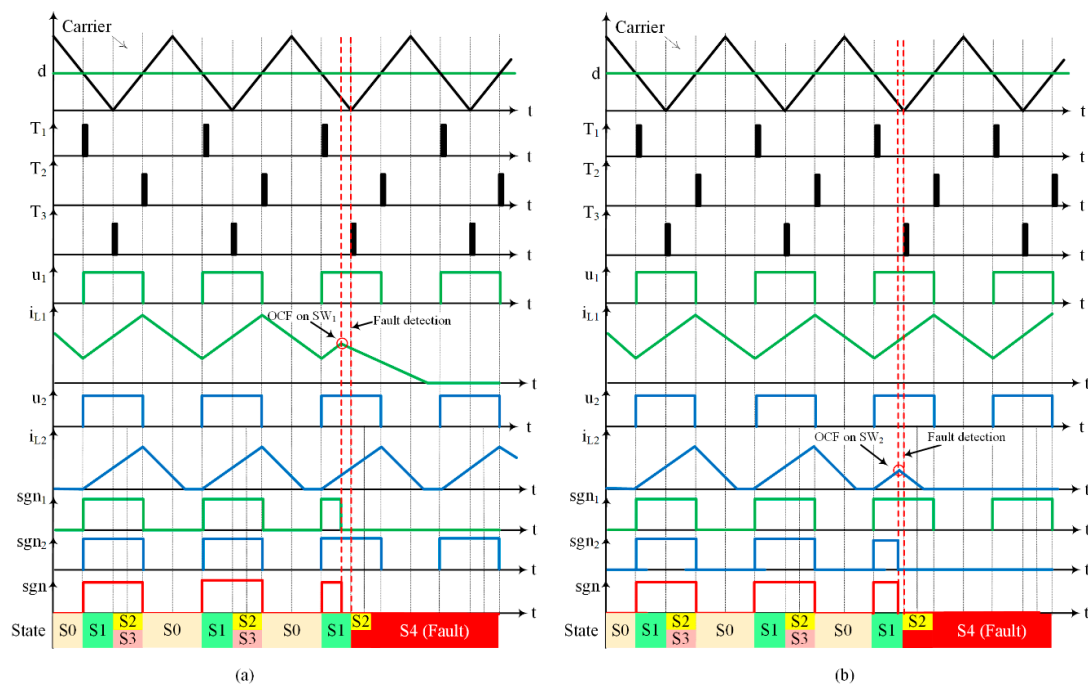 Carrier
d
t
T1
t
T2
t
T3
t
u1
t
iL1
OCF on SW1
Fault detection
t
u2
t
iL2
t
sgn1
t
sgn2
t
sgn
t
State
S0
S1
S2
S3
S0
S1
S2
S3
S0
S1
S2
S4 (Fault)
(a)
Carrier
d
t
T1
t
T2
t
T3
t
u1
t
iL1
t
u2
t
iL2
OCF on SW2
Fault detection
t
sgn1
t
sgn2
t
sgn
t
State
S0
S1
S2
S3
S0
S1
S2
S3
S0
S1
S2
S4 (Fault)
(b)